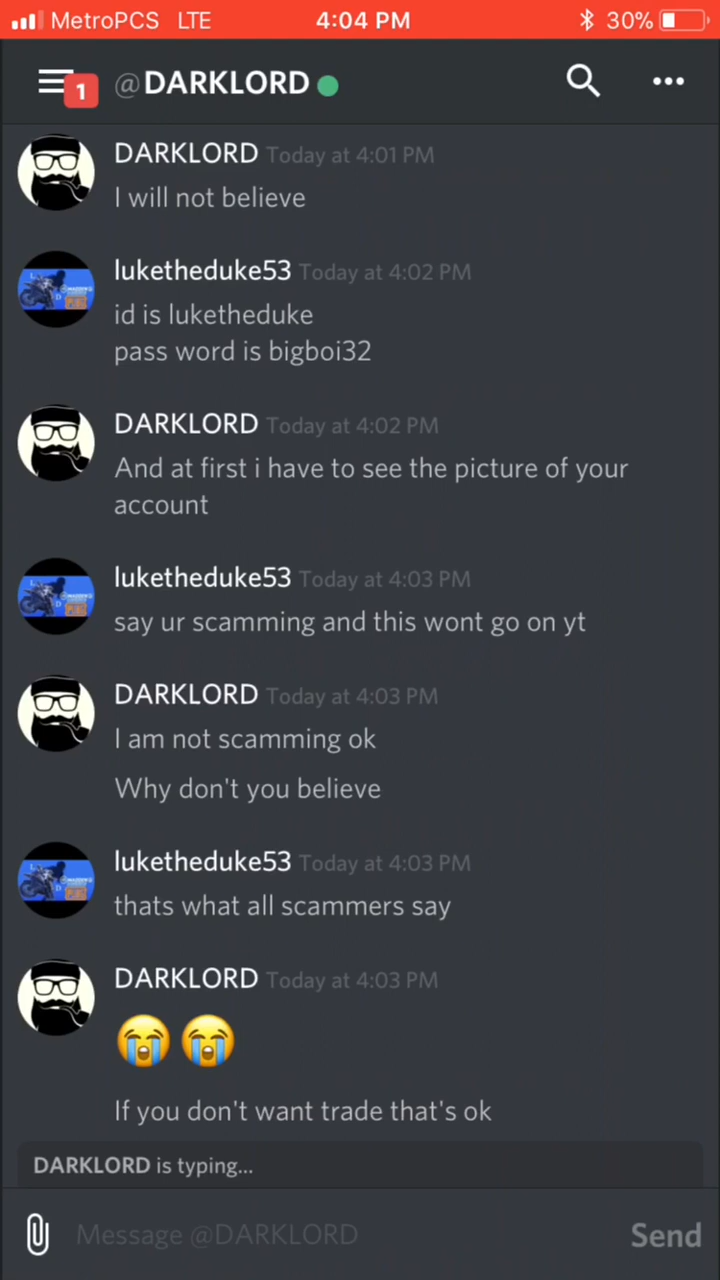 MetroPCS LTE 4:04 PM 30%
1
@DARKLORD
DARKLORD Today at 4:01 PM
I will not believe
luketheduke53 Today at 4:02 PM
id is luketheduke
pass word is bigboi32
DARKLORD Today at 4:02 PM
And at first i have to see the picture of your
account
luketheduke53 Today at 4:03 PM
say ur scamming and this wont go on yt
DARKLORD Today at 4:03 PM
I am not scamming ok
Why don't you believe
luketheduke53 Today at 4:03 PM
thats what all scammers say
DARKLORD Today at 4:03 PM
😭 😭
If you don't want trade that's ok
DARKLORD is typing...
Message @DARKLORD
Send